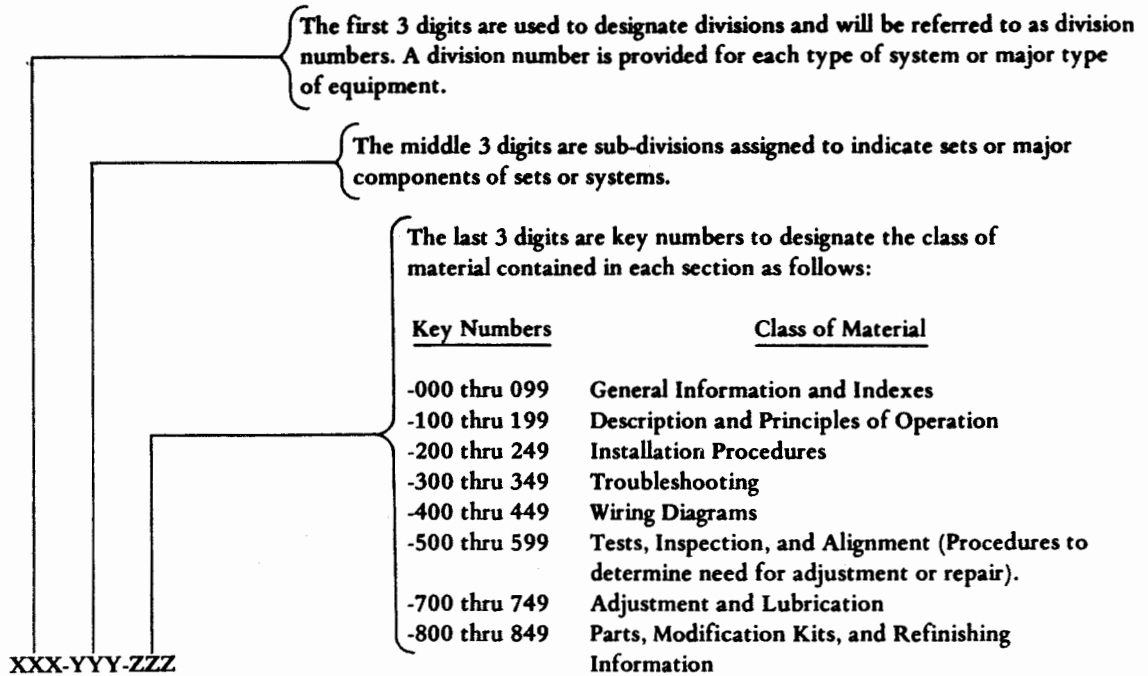 The first 3 digits are used to designate divisions and will be referred to as division
numbers. A division number is provided for each type of system or major type
of equipment.
The middle 3 digits are sub-divisions assigned to indicate sets or major
components of sets or systems.
The last 3 digits are key numbers to designate the class of
material contained in each section as follows:
Key Numbers Class of Material
-000 thru 099 General Information and Indexes
-100 thru 199 Description and Principles of Operation
-200 thru 249 Installation Procedures
-300 thru 349 Troubleshooting
-400 thru 449 Wiring Diagrams
-500 thru 599 Tests, Inspection, and Alignment (Procedures to
determine need for adjustment or repair).
-700 thru 749 Adjustment and Lubrication
-800 thru 849 Parts, Modification Kits, and Refinishing
Information
XXX-YYY-ZZZ